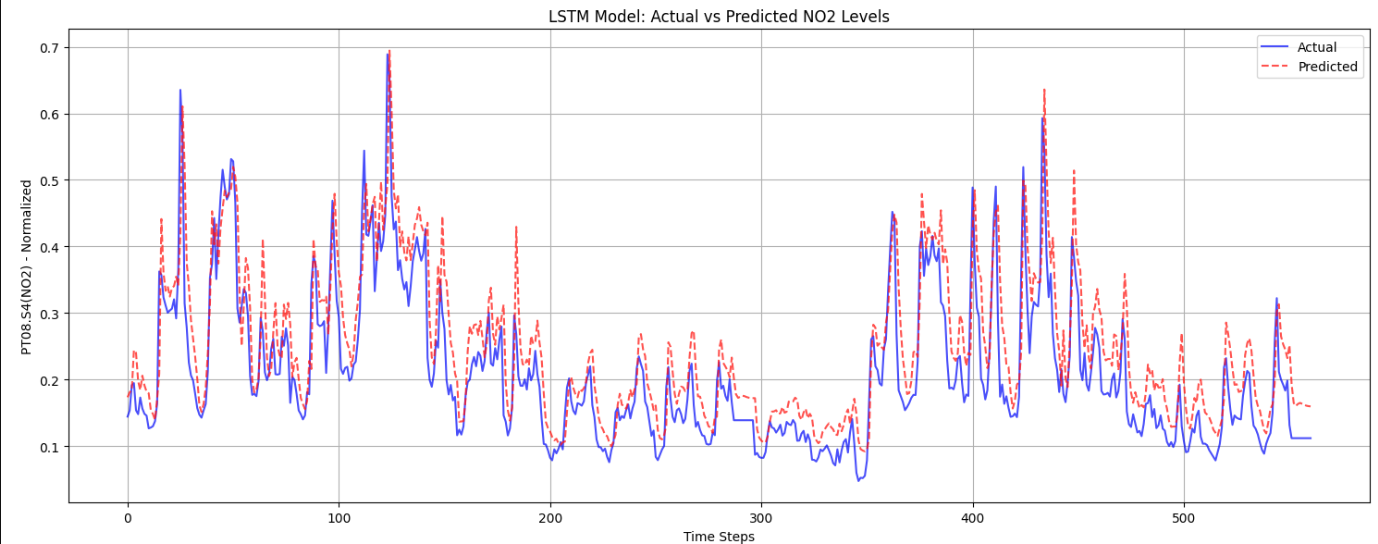 LSTM Model: Actual vs Predicted NO2 Levels
Actual
Predicted
PT08.S4(NO2) - Normalized
0.7
0.6
0.5
0.4
0.3
0.2
0.1
0 100 200 300 400 500
Time Steps